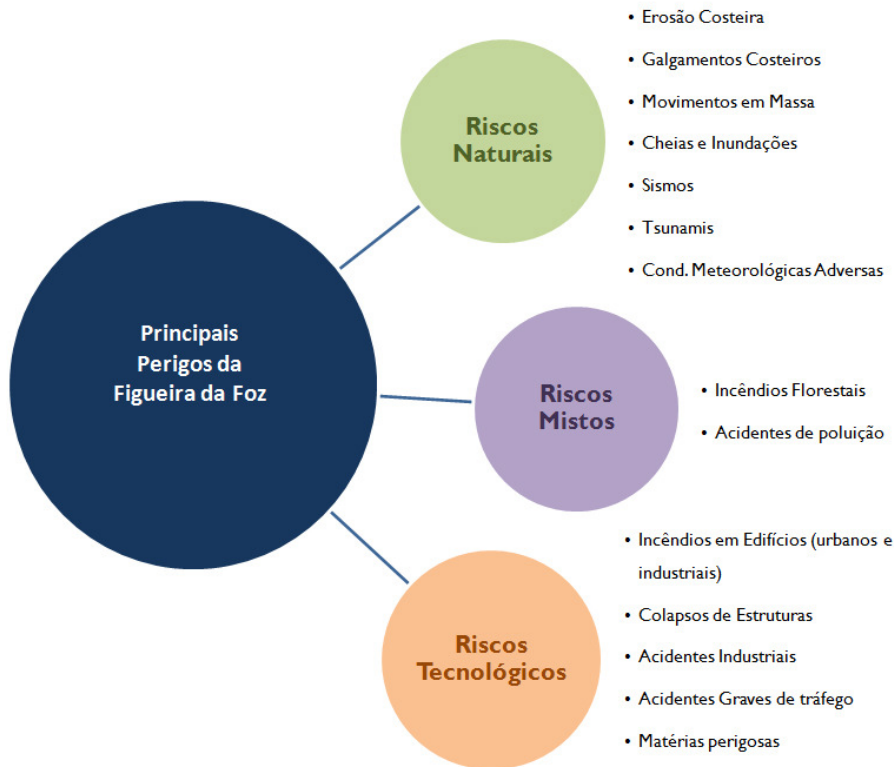 Principais
Perigos da
Figueira da Foz
Riscos
Naturais
• Erosão Costeira
• Galgamentos Costeiros
• Movimentos em Massa
• Cheias e Inundações
• Sismos
• Tsunamis
• Cond. Meteorológicas Adversas
Riscos
Mistos
• Incêndios Florestais
• Acidentes de poluição
Riscos
Tecnológicos
• Incêndios em Edifícios (urbanos e
industriais)
• Colapsos de Estruturas
• Acidentes Industriais
• Acidentes Graves de tráfego
• Matérias perigosas